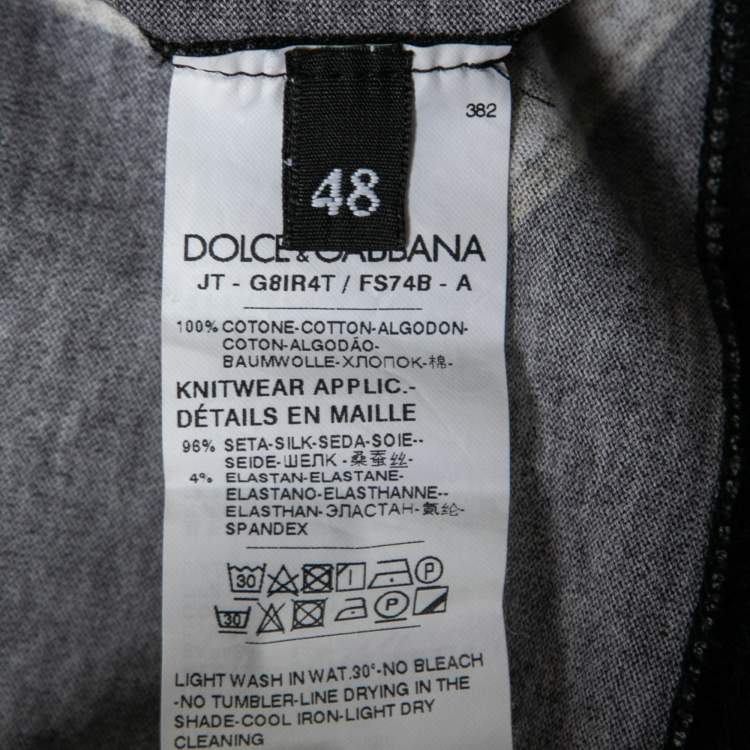 382
48
DOLCE&GABBANA
JT - G8IR4T / FS74B - A
100% COTONE-COTTON-ALGODON-
COTON-ALGODÃO-
BAUMWOLLE-ХЛОПОК-棉-
KNITWEAR APPLIC.-
DÉTAILS EN MAILLE
96% SETA-SILK-SEDA-SOIE--
SEIDE-ШЕЛК-桑蚕丝-
4% ELASTAN-ELASTANE-
ELASTANO-ELASTHANNE--
ELASTHAN-ЭЛАСТАН-氨纶-
SPANDEX
30 P
30 P
LIGHT WASH IN WAT.30°-NO BLEACH
-NO TUMBLER-LINE DRYING IN THE
SHADE-COOL IRON-LIGHT DRY
CLEANING